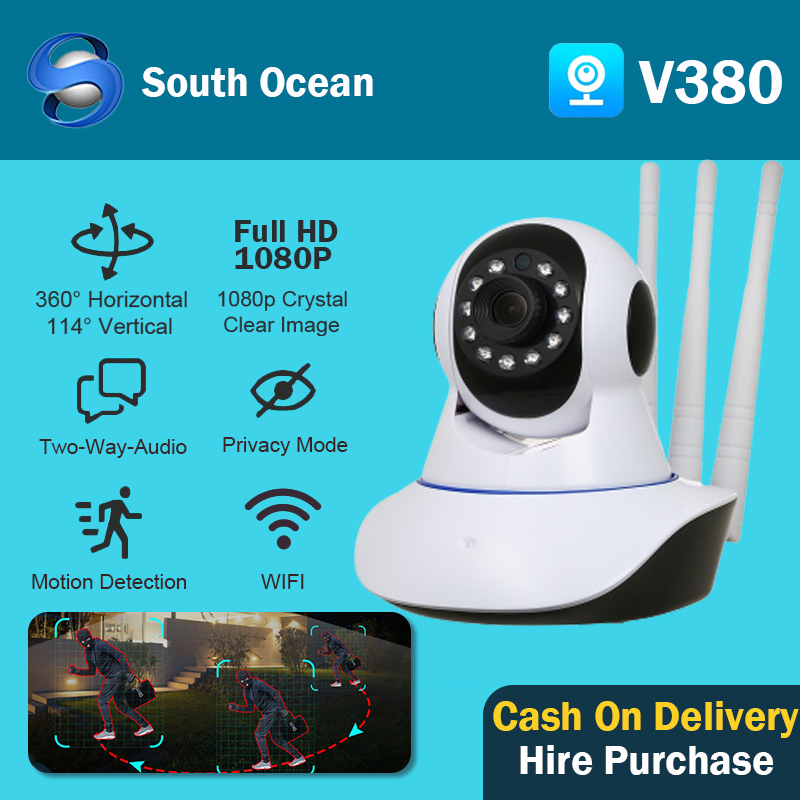 South Ocean
V380
360° Horizontal
114° Vertical
Full HD
1080P
1080p Crystal
Clear Image
Two-Way-Audio
Privacy Mode
Motion Detection
WIFI
Cash On Delivery
Hire Purchase